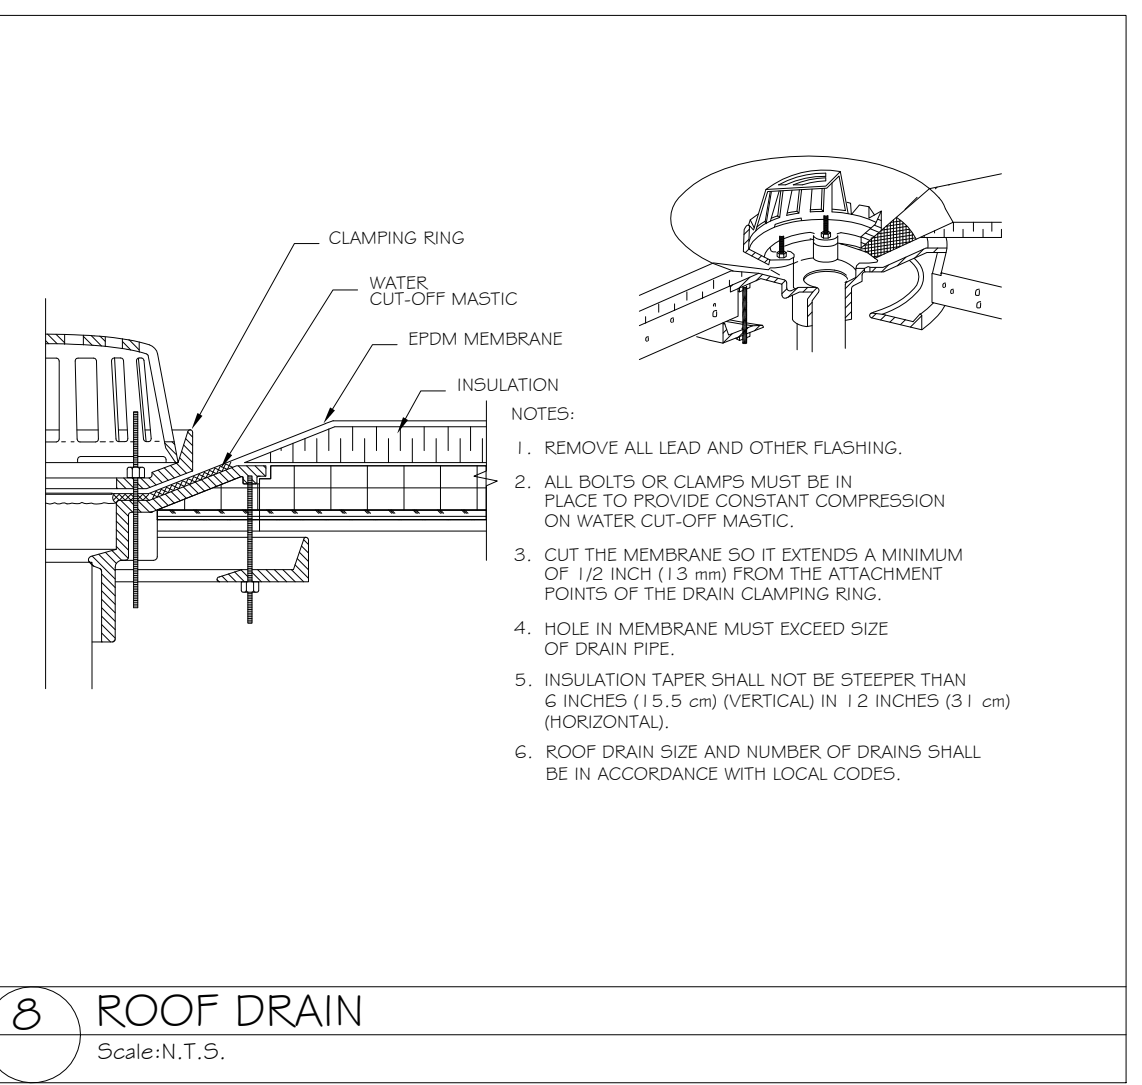 CLAMPING RING
WATER
CUT-OFF MASTIC
EPDM MEMBRANE
INSULATION
NOTES:
1. REMOVE ALL LEAD AND OTHER FLASHING.
2. ALL BOLTS OR CLAMPS MUST BE IN
PLACE TO PROVIDE CONSTANT COMPRESSION
ON WATER CUT-OFF MASTIC.
3. CUT THE MEMBRANE SO IT EXTENDS A MINIMUM
OF 1/2 INCH (13 mm) FROM THE ATTACHMENT
POINTS OF THE DRAIN CLAMPING RING.
4. HOLE IN MEMBRANE MUST EXCEED SIZE
OF DRAIN PIPE.
5. INSULATION TAPER SHALL NOT BE STEEPER THAN
6 INCHES (15.5 cm) (VERTICAL) IN 12 INCHES (31 cm)
(HORIZONTAL).
6. ROOF DRAIN SIZE AND NUMBER OF DRAINS SHALL
BE IN ACCORDANCE WITH LOCAL CODES.
8 ROOF DRAIN
Scale:N.T.S.